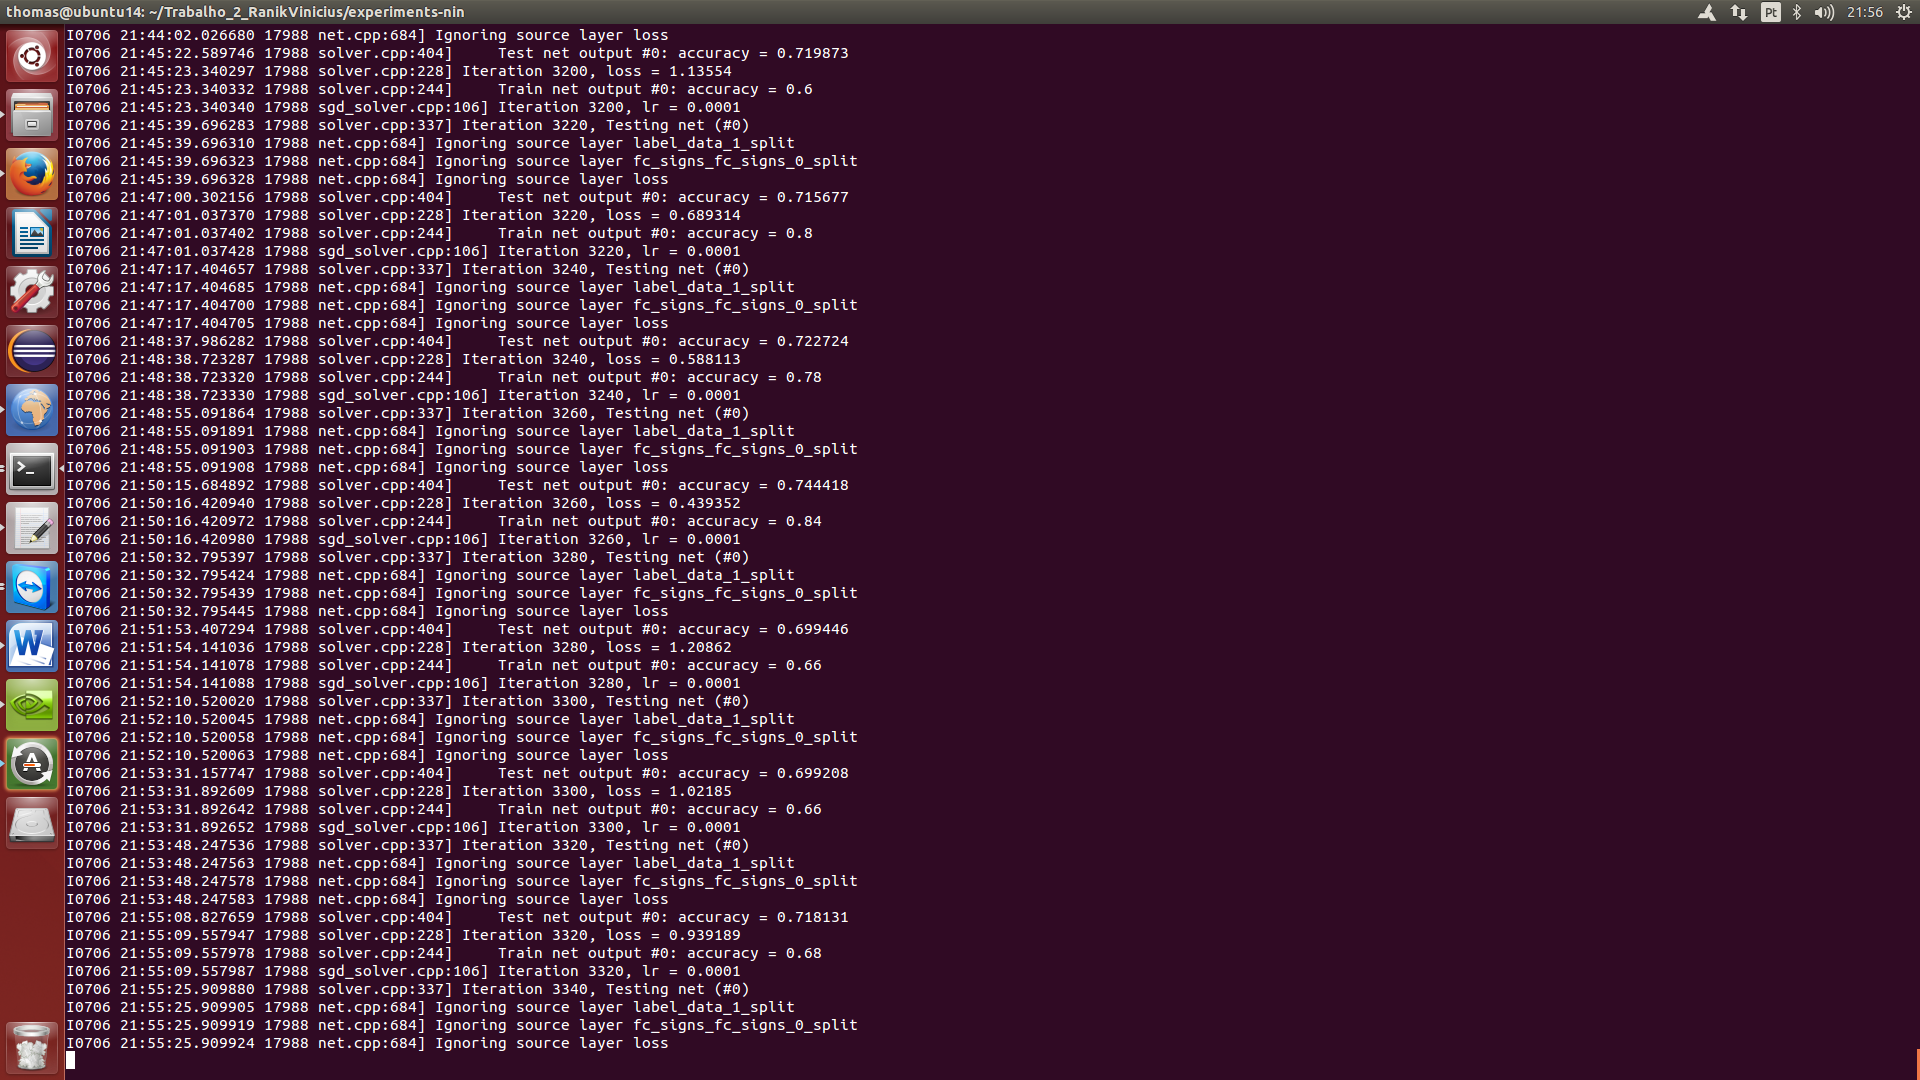 thomas@ubuntu14: ~/Trabalho_2_RanikVinicius/experiments-nin
Pt
21:56
I0706 21:44:02.026680 17988 net.cpp:684] Ignoring source layer loss
I0706 21:45:22.589746 17988 solver.cpp:404]     Test net output #0: accuracy = 0.719873
I0706 21:45:23.340297 17988 solver.cpp:228] Iteration 3200, loss = 1.13554
I0706 21:45:23.340332 17988 solver.cpp:244]     Train net output #0: accuracy = 0.6
I0706 21:45:23.340340 17988 sgd_solver.cpp:106] Iteration 3200, lr = 0.0001
I0706 21:45:39.696283 17988 solver.cpp:337] Iteration 3220, Testing net (#0)
I0706 21:45:39.696310 17988 net.cpp:684] Ignoring source layer label_data_1_split
I0706 21:45:39.696323 17988 net.cpp:684] Ignoring source layer fc_signs_fc_signs_0_split
I0706 21:45:39.696328 17988 net.cpp:684] Ignoring source layer loss
I0706 21:47:00.302156 17988 solver.cpp:404]     Test net output #0: accuracy = 0.715677
I0706 21:47:01.037370 17988 solver.cpp:228] Iteration 3220, loss = 0.689314
I0706 21:47:01.037402 17988 solver.cpp:244]     Train net output #0: accuracy = 0.8
I0706 21:47:01.037428 17988 sgd_solver.cpp:106] Iteration 3220, lr = 0.0001
I0706 21:47:17.404657 17988 solver.cpp:337] Iteration 3240, Testing net (#0)
I0706 21:47:17.404685 17988 net.cpp:684] Ignoring source layer label_data_1_split
I0706 21:47:17.404700 17988 net.cpp:684] Ignoring source layer fc_signs_fc_signs_0_split
I0706 21:47:17.404705 17988 net.cpp:684] Ignoring source layer loss
I0706 21:48:37.986282 17988 solver.cpp:404]     Test net output #0: accuracy = 0.722724
I0706 21:48:38.723287 17988 solver.cpp:228] Iteration 3240, loss = 0.588113
I0706 21:48:38.723320 17988 solver.cpp:244]     Train net output #0: accuracy = 0.78
I0706 21:48:38.723330 17988 sgd_solver.cpp:106] Iteration 3240, lr = 0.0001
I0706 21:48:55.091864 17988 solver.cpp:337] Iteration 3260, Testing net (#0)
I0706 21:48:55.091891 17988 net.cpp:684] Ignoring source layer label_data_1_split
I0706 21:48:55.091903 17988 net.cpp:684] Ignoring source layer fc_signs_fc_signs_0_split
I0706 21:48:55.091908 17988 net.cpp:684] Ignoring source layer loss
I0706 21:50:15.684892 17988 solver.cpp:404]     Test net output #0: accuracy = 0.744418
I0706 21:50:16.420940 17988 solver.cpp:228] Iteration 3260, loss = 0.439352
I0706 21:50:16.420972 17988 solver.cpp:244]     Train net output #0: accuracy = 0.84
I0706 21:50:16.420980 17988 sgd_solver.cpp:106] Iteration 3260, lr = 0.0001
I0706 21:50:32.795397 17988 solver.cpp:337] Iteration 3280, Testing net (#0)
I0706 21:50:32.795424 17988 net.cpp:684] Ignoring source layer label_data_1_split
I0706 21:50:32.795439 17988 net.cpp:684] Ignoring source layer fc_signs_fc_signs_0_split
I0706 21:50:32.795445 17988 net.cpp:684] Ignoring source layer loss
I0706 21:51:53.407294 17988 solver.cpp:404]     Test net output #0: accuracy = 0.699446
I0706 21:51:54.141036 17988 solver.cpp:228] Iteration 3280, loss = 1.20862
I0706 21:51:54.141078 17988 solver.cpp:244]     Train net output #0: accuracy = 0.66
I0706 21:51:54.141088 17988 sgd_solver.cpp:106] Iteration 3280, lr = 0.0001
I0706 21:52:10.520020 17988 solver.cpp:337] Iteration 3300, Testing net (#0)
I0706 21:52:10.520045 17988 net.cpp:684] Ignoring source layer label_data_1_split
I0706 21:52:10.520058 17988 net.cpp:684] Ignoring source layer fc_signs_fc_signs_0_split
I0706 21:52:10.520063 17988 net.cpp:684] Ignoring source layer loss
I0706 21:53:31.157747 17988 solver.cpp:404]     Test net output #0: accuracy = 0.699208
I0706 21:53:31.892609 17988 solver.cpp:228] Iteration 3300, loss = 1.02185
I0706 21:53:31.892642 17988 solver.cpp:244]     Train net output #0: accuracy = 0.66
I0706 21:53:31.892652 17988 sgd_solver.cpp:106] Iteration 3300, lr = 0.0001
I0706 21:53:48.247536 17988 solver.cpp:337] Iteration 3320, Testing net (#0)
I0706 21:53:48.247563 17988 net.cpp:684] Ignoring source layer label_data_1_split
I0706 21:53:48.247578 17988 net.cpp:684] Ignoring source layer fc_signs_fc_signs_0_split
I0706 21:53:48.247583 17988 net.cpp:684] Ignoring source layer loss
I0706 21:55:08.827659 17988 solver.cpp:404]     Test net output #0: accuracy = 0.718131
I0706 21:55:09.557947 17988 solver.cpp:228] Iteration 3320, loss = 0.939189
I0706 21:55:09.557978 17988 solver.cpp:244]     Train net output #0: accuracy = 0.68
I0706 21:55:09.557987 17988 sgd_solver.cpp:106] Iteration 3320, lr = 0.0001
I0706 21:55:25.909880 17988 solver.cpp:337] Iteration 3340, Testing net (#0)
I0706 21:55:25.909905 17988 net.cpp:684] Ignoring source layer label_data_1_split
I0706 21:55:25.909919 17988 net.cpp:684] Ignoring source layer fc_signs_fc_signs_0_split
I0706 21:55:25.909924 17988 net.cpp:684] Ignoring source layer loss